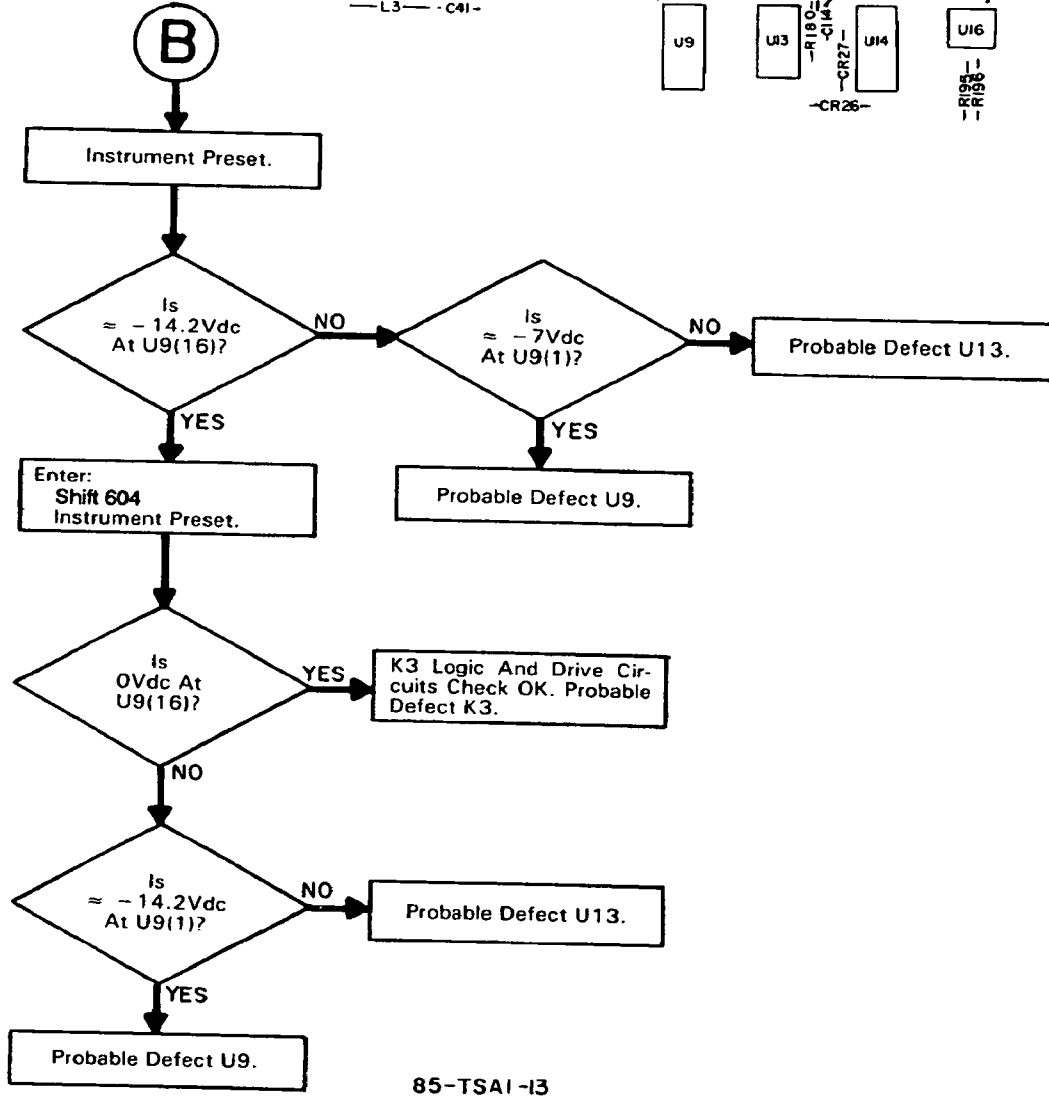 L3 C41
B
U9
U13
R180
C114
CR27
U14
CR26
U16
R195
R196
Instrument Preset.
Is
≈ -14.2Vdc
At U9(16)?
NO
Is
≈ -7Vdc
At U9(1)?
NO
Probable Defect U13.
YES
YES
Enter:
Shift 604
Instrument Preset.
Probable Defect U9.
Is
0Vdc At
U9(16)?
YES
K3 Logic And Drive Cir-
cuits Check OK. Probable
Defect K3.
NO
Is
≈ -14.2Vdc
At U9(1)?
NO
Probable Defect U13.
YES
Probable Defect U9.
85-TSA1-13